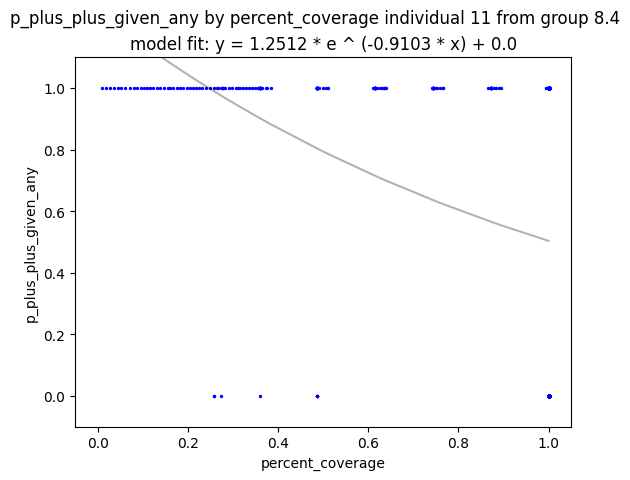 p_plus_plus_given_any by percent_coverage individual 11 from group 8.4
model fit: y = 1.2512 * e ^ (-0.9103 * x) + 0.0
1.0
0.8
0.6
0.4
0.2
0.0
p_plus_plus_given_any
0.0 0.2 0.4 0.6 0.8 1.0
percent_coverage